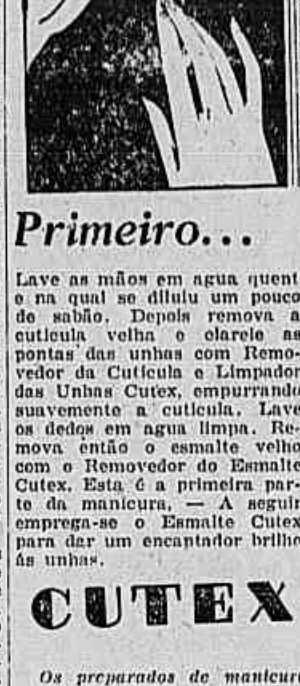 Primeiro...
Lave as mãos em agua quent
e na qual se diluiu um pouco
de sabão. Depois remova a
cuticula velha e clareie as
pontas das unhas com Remo-
vedor da Cuticula e Limpador
das Unhas Cutex, empurrando
suavemente a cuticula. Lave
os dedos em agua limpa. Re-
mova então o esmalte velho
com o Removedor do Esmalte
Cutex. Esta é a primeira par-
te da manicura. — A seguir
emprega-se o Esmalte Cutex
para dar um encantador brilho
ás unhas.
CUTEX
Os preparados de manicure